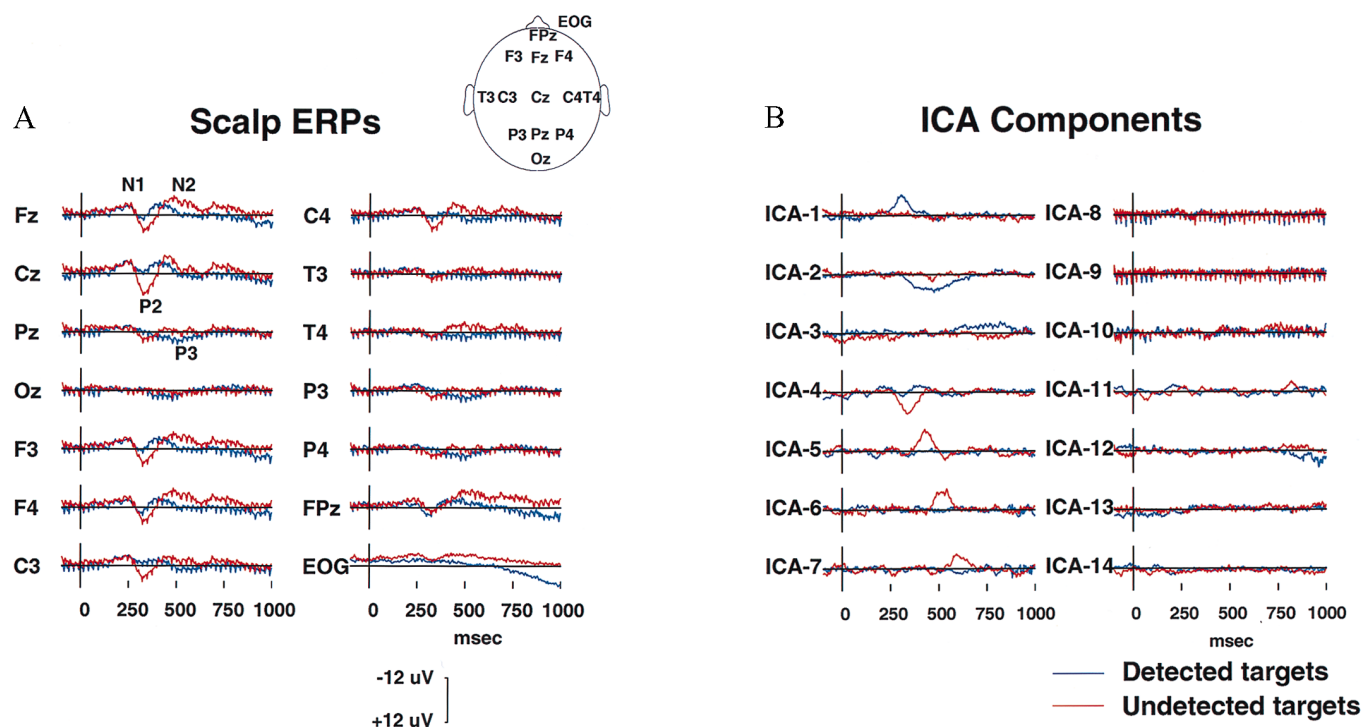 EOG
FPz
F3 Fz F4
T3 C3 Cz C4 T4
P3 Pz P4
Oz
A Scalp ERPs
N1 N2
Fz
Cz
P2
Pz
P3
Oz
F3
F4
C3
0 250 500 750 1000
C4
T3
T4
P3
P4
FPz
EOG
0 250 500 750 1000
msec
-12 uV
+12 uV
B ICA Components
ICA-1
ICA-2
ICA-3
ICA-4
ICA-5
ICA-6
ICA-7
0 250 500 750 1000
ICA-8
ICA-9
ICA-10
ICA-11
ICA-12
ICA-13
ICA-14
0 250 500 750 1000
msec
Detected targets
Undetected targets